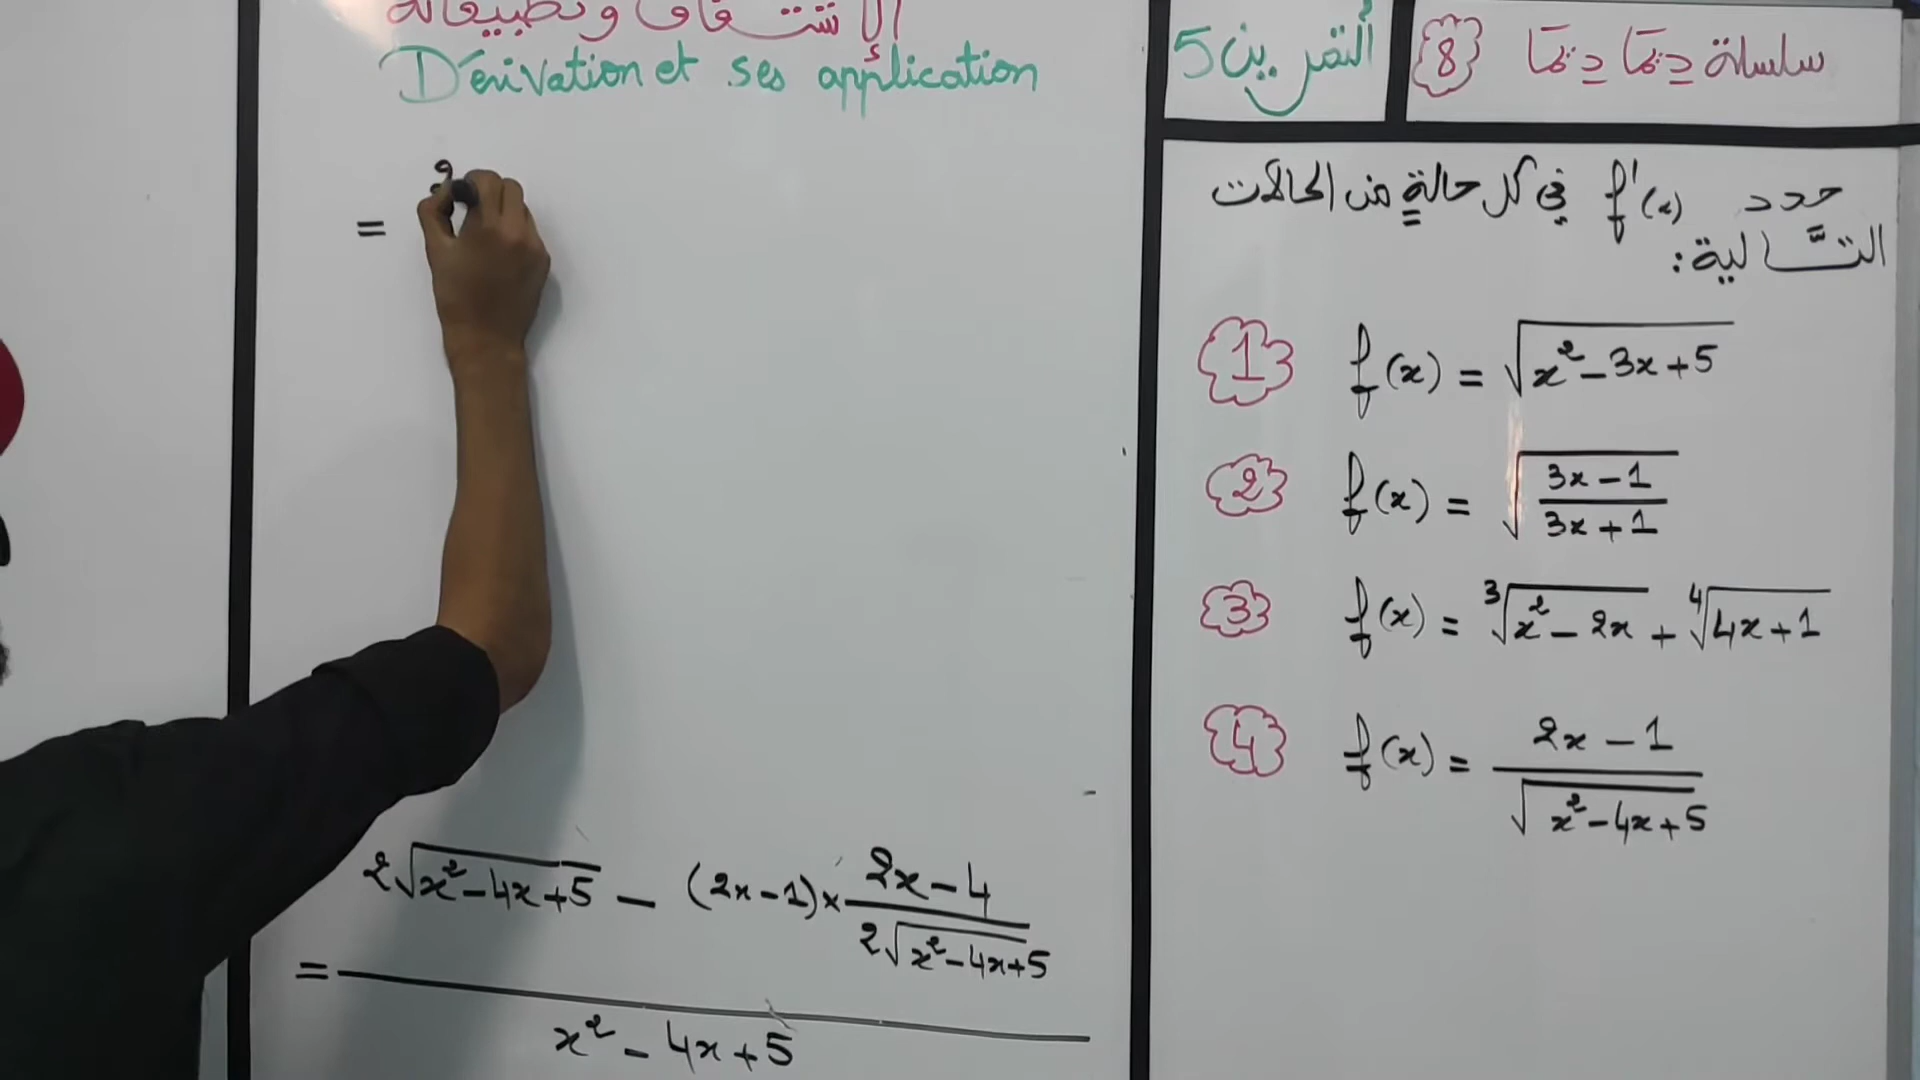 الإشتقاق وتطبيقاته
Dérivation et ses application
=
2√(x²-4x+5) - (2x-1)× (2x-4)/(2√(x²-4x+5))
=
x² - 4x+5
التمرين 5
سلسلة 8
حدد f'(x) في كل حالة من الحالات
التالية:
1 f(x) = √(x²-3x+5)
2 f(x) = √((3x-1)/(3x+1))
3 f(x) = ³√(x²-2x) + ⁴√(4x+1)
4 f(x) = (2x-1)/√(x²-4x+5)